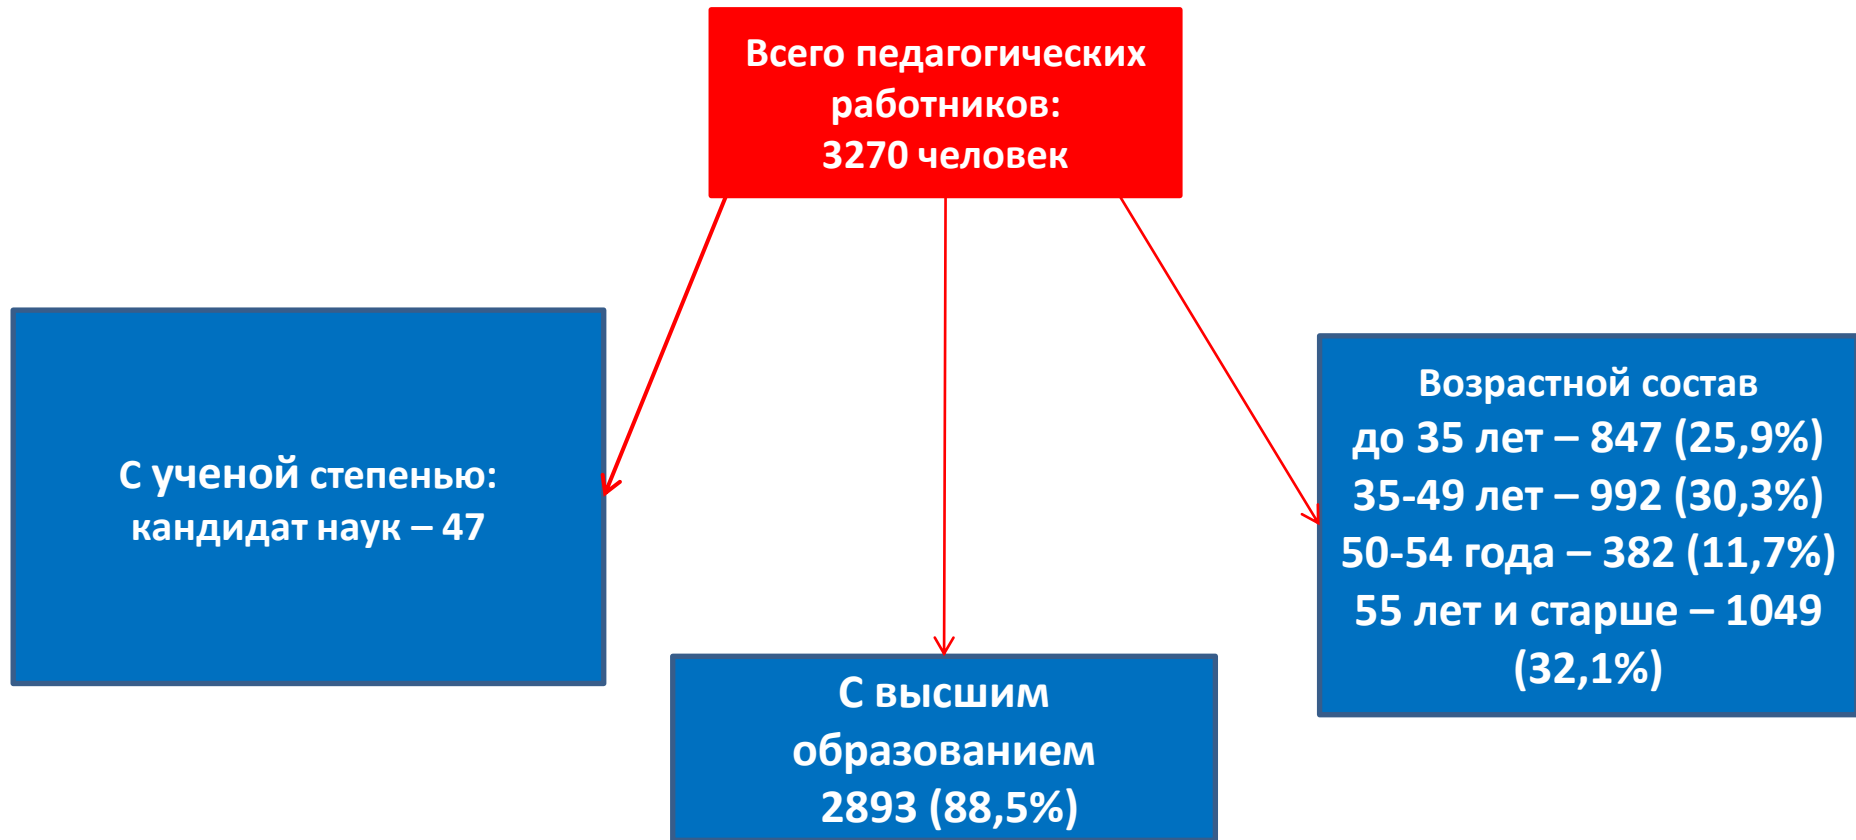 Всего педагогических
работников:
3270 человек
С ученой степенью:
кандидат наук – 47
С высшим
образованием
2893 (88,5%)
Возрастной состав
до 35 лет – 847 (25,9%)
35-49 лет – 992 (30,3%)
50-54 года – 382 (11,7%)
55 лет и старше – 1049
(32,1%)